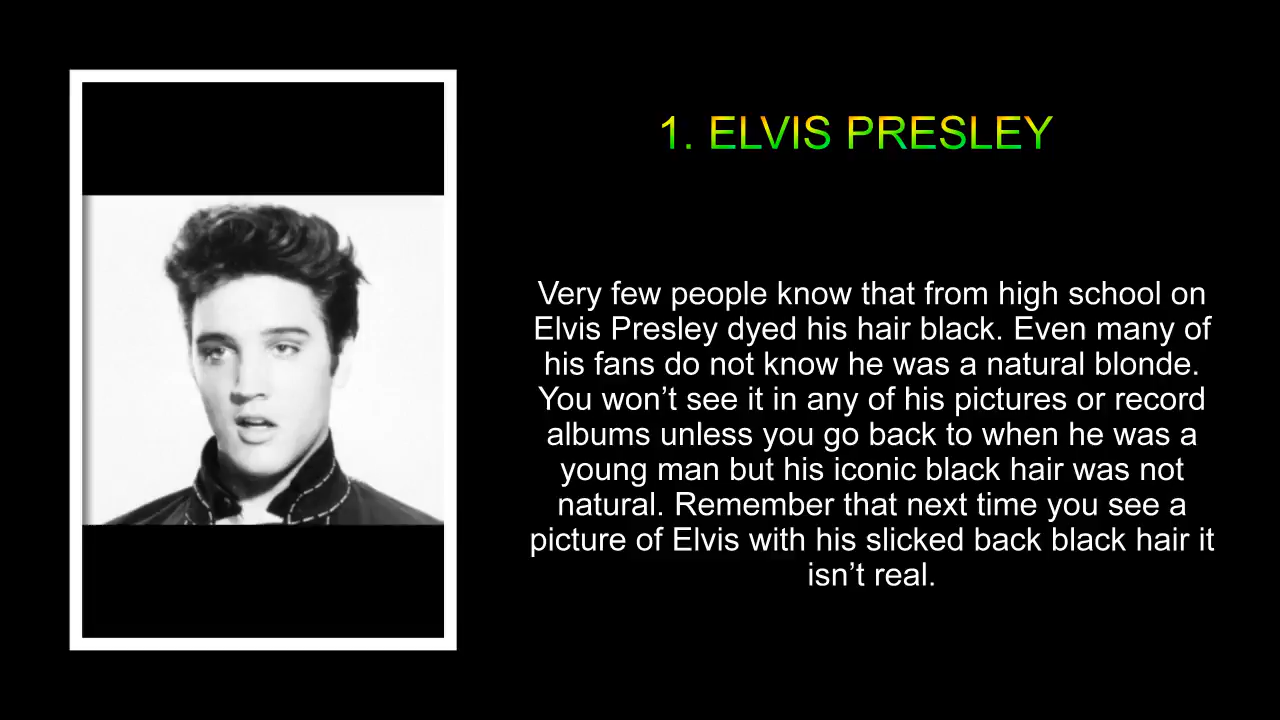 1. ELVIS PRESLEY
Very few people know that from high school on
Elvis Presley dyed his hair black. Even many of
his fans do not know he was a natural blonde.
You won’t see it in any of his pictures or record
albums unless you go back to when he was a
young man but his iconic black hair was not
natural. Remember that next time you see a
picture of Elvis with his slicked back black hair it
isn’t real.